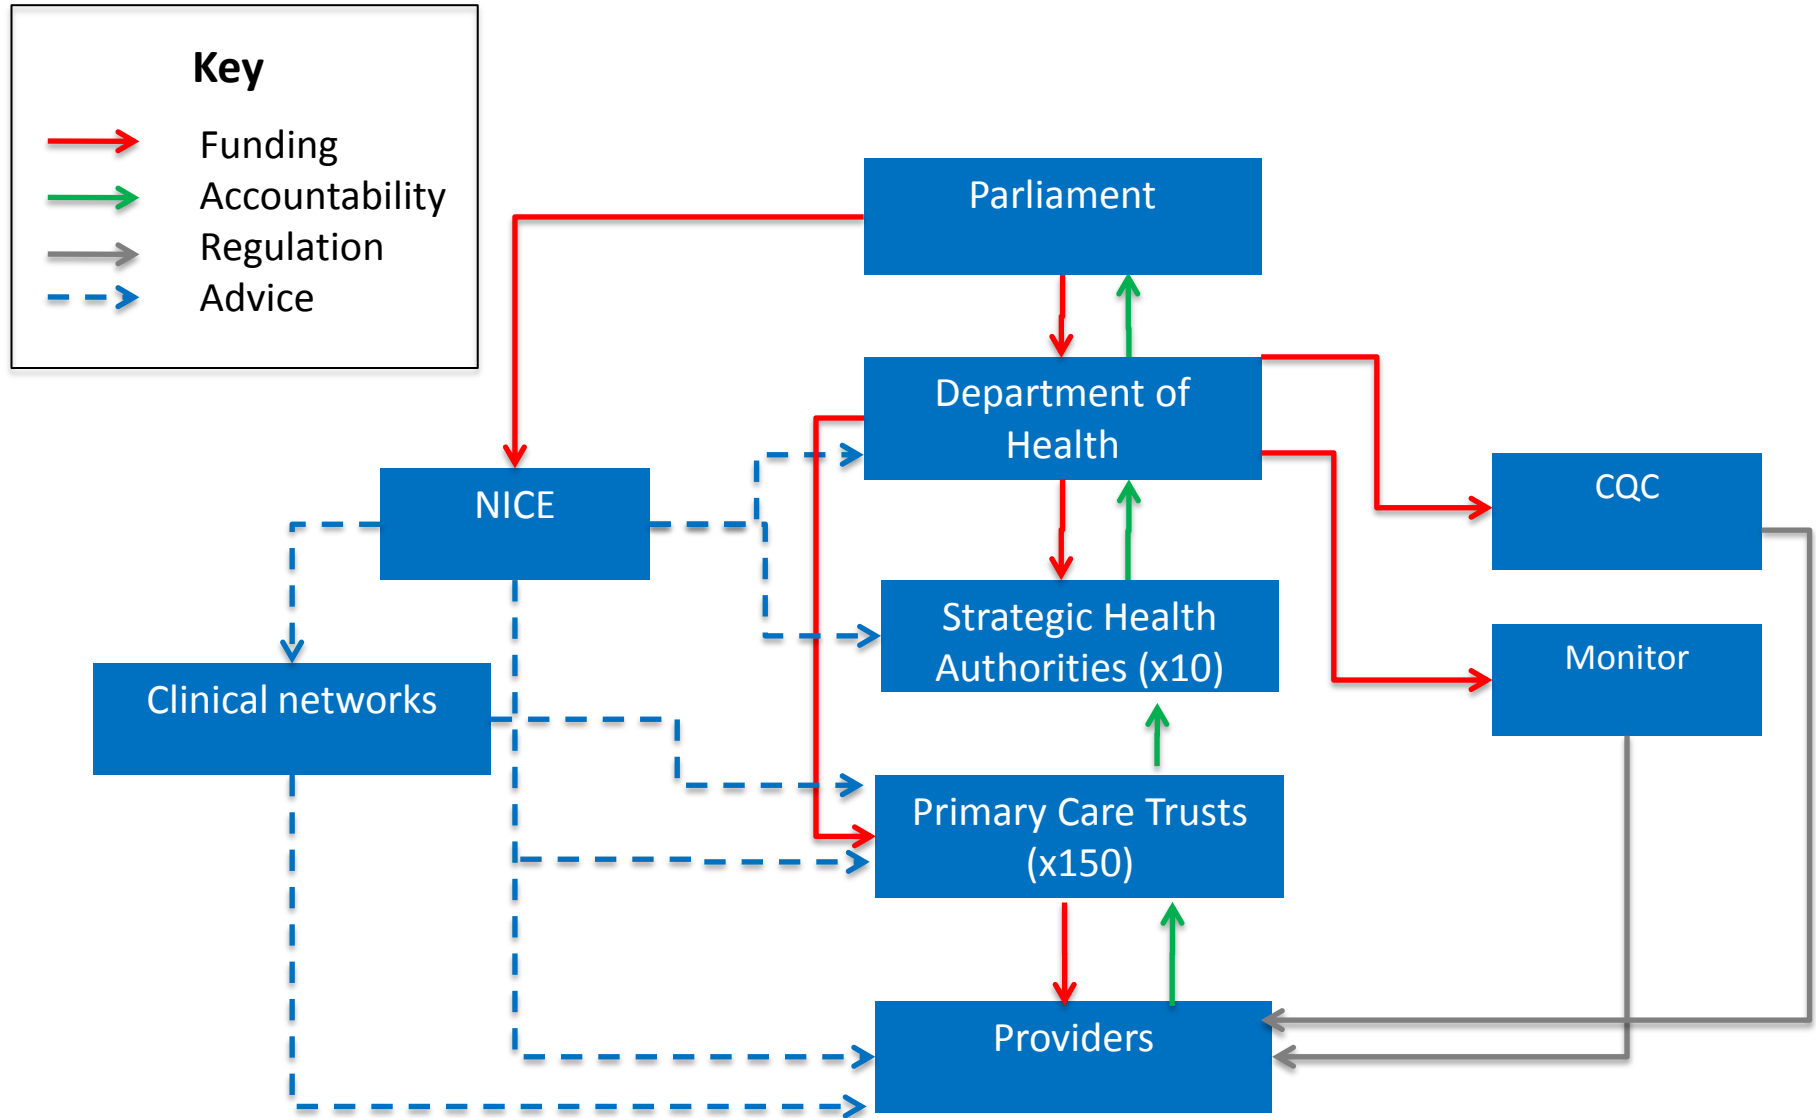 Key
Funding
Accountability
Regulation
Advice
Parliament
Department of
Health
NICE
CQC
Strategic Health
Authorities (x10)
Monitor
Clinical networks
Primary Care Trusts
(x150)
Providers